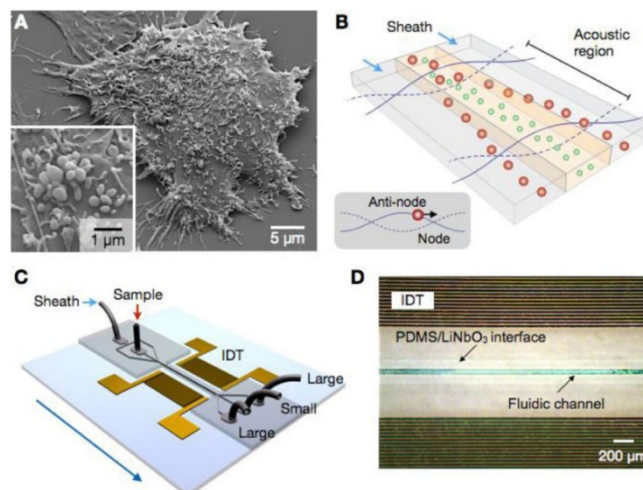 A
1 µm
5 µm
B
Sheath
Acoustic
region
Anti-node
Node
C
Sheath
Sample
IDT
Large
Small
Large
D
IDT
PDMS/LiNbO₃ interface
Fluidic channel
200 µm